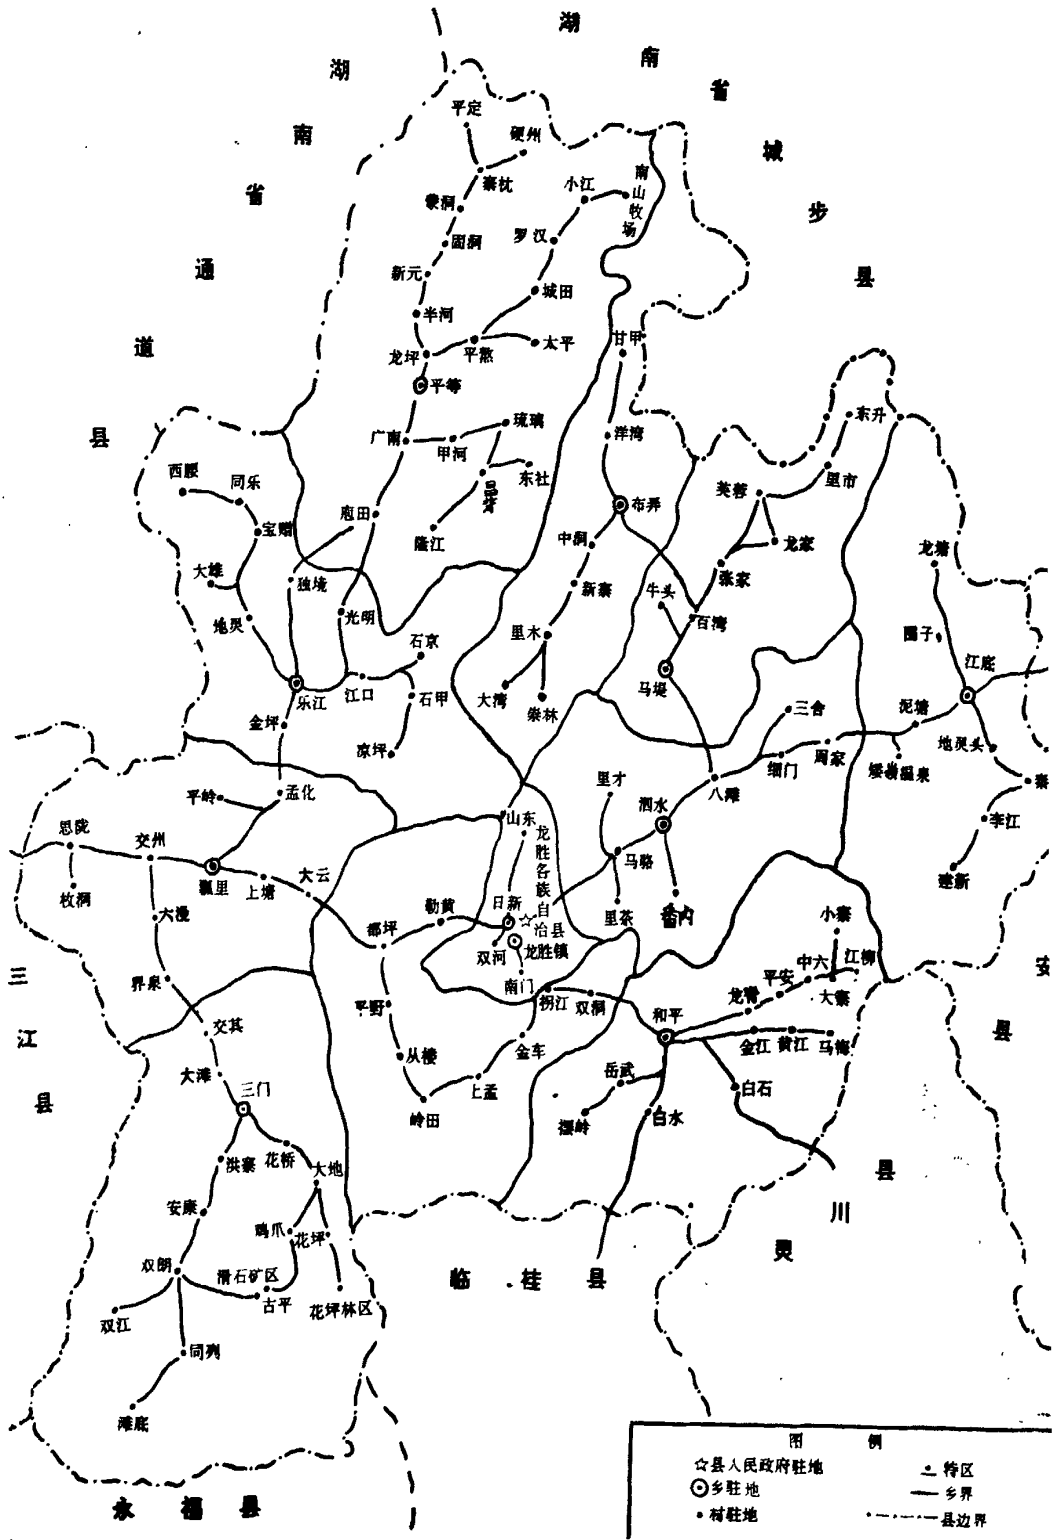 湖南省城步县
湖南省通道县
平定
硬州
寨枕
蒙洞
固洞
新元
半河
龙坪
平等
小江
南山牧场
罗汉
城田
平熬
太平
甘甲
广南
甲河
琉璃
东社
隆江
庖田
洋湾
布弄
中洞
新寨
里木
大湾
崇林
东升
里市
芙蓉
龙家
张家
牛头
百湾
马堤
西腰
同乐
宝赠
大雄
地灵
独境
光明
石京
石甲
凉坪
江口
乐江
金坪
孟化
平岭
龙塘
圆子
江底
泥塘
地灵头
矮岭温泉
李江
建新
三舍
周家
细门
八滩
泗水
里才
马骆
里茶
思陇
交州
枚洞
瓢里
上塘
大云
六漫
界泉
交其
大滩
三门
山东
龙胜各族自治县
日新
勒黄
双河
龙胜镇
南门
都坪
平野
从楼
岭田
上孟
金车
拐江
双洞
和平
小寨
江柳
中六
平安
大寨
龙脊
金江
黄江
马海
岳武
白石
白水
洪寨
花桥
大地
安康
鸡爪
花坪
双朗
滑石矿区
古平
花坪林区
双江
同列
滩底
三江县
安县
灵川县
临桂县
永福县
图例
☆县人民政府驻地
乡驻地
村驻地
特区
乡界
县边界